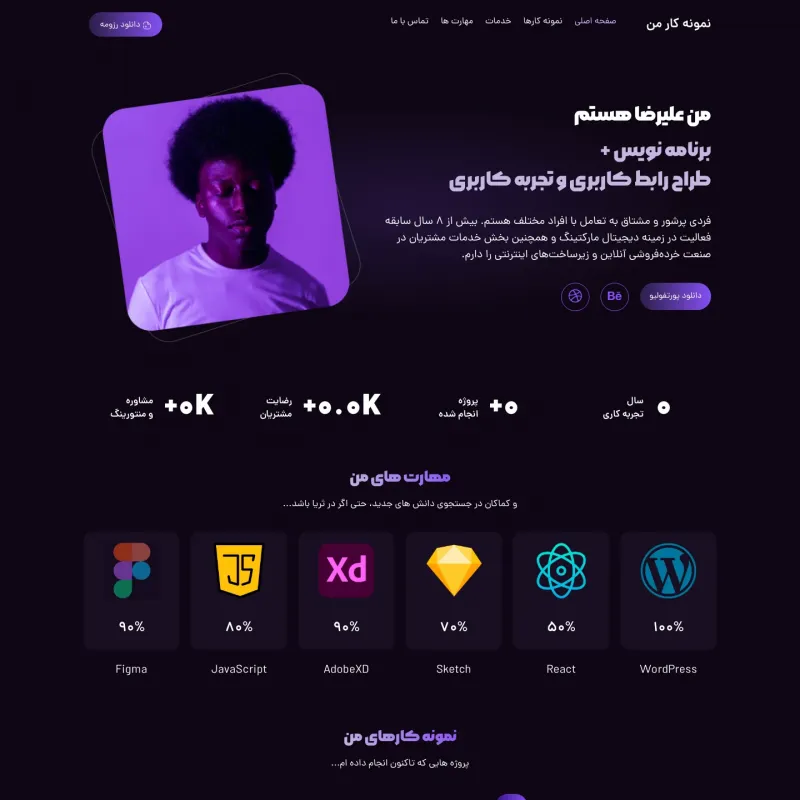 نمونه کار من
صفحه اصلی
نمونه کارها
خدمات
مهارت ها
تماس با ما
دانلود رزومه
من علیرضا هستم
برنامه نویس +
طراح رابط کاربری و تجربه کاربری
فردی پرشور و مشتاق به تعامل با افراد مختلف هستم. بیش از ۸ سال سابقه
فعالیت در زمینه دیجیتال مارکتینگ و همچنین بخش خدمات مشتریان در
صنعت خرده‌فروشی آنلاین و زیرساخت‌های اینترنتی را دارم.
دانلود پورتفولیو
Bē
۰
سال
تجربه کاری
+۰
پروژه
انجام شده
+۰.۰K
رضایت
مشتریان
+۰K
مشاوره
و منتورینگ
مهارت های من
و کماکان در جستجوی دانش های جدید، حتی اگر در ثریا باشد...
W
Xd
JS
۱۰۰%
۵۰%
۷۰%
۹۰%
۸۰%
۹۰%
WordPress
React
Sketch
AdobeXD
JavaScript
Figma
نمونه کارهای من
پروژه هایی که تاکنون انجام داده ام...